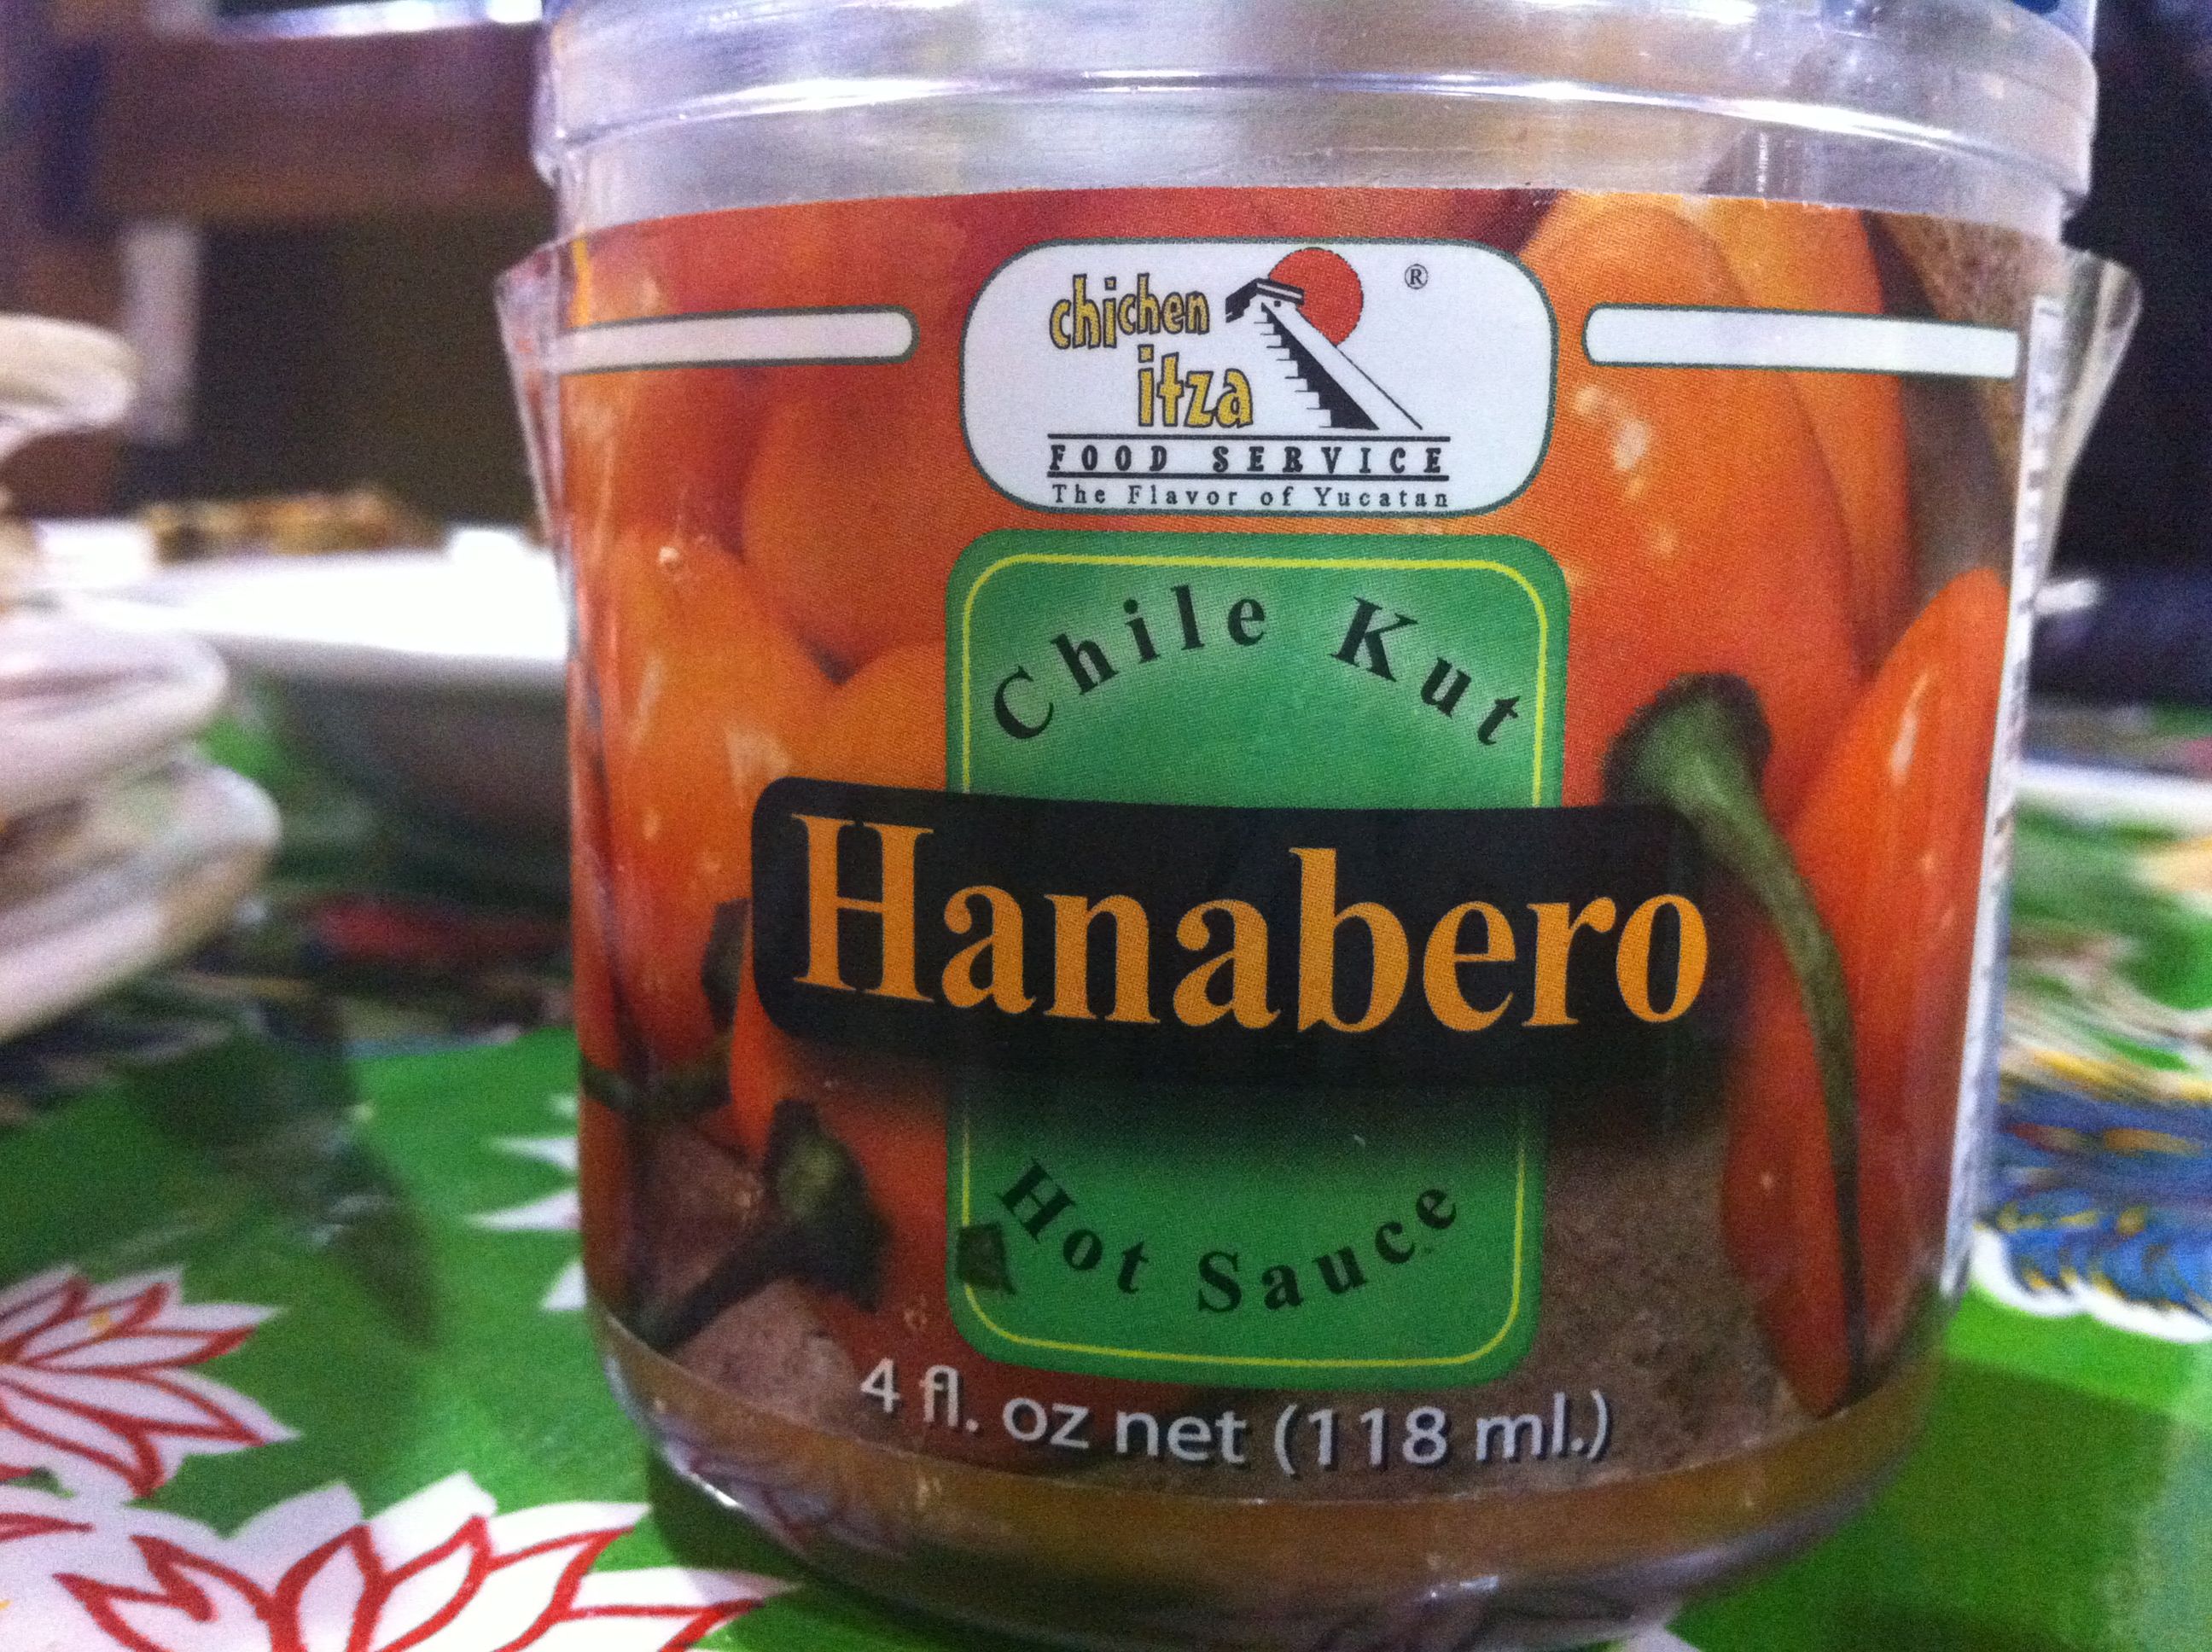 chichen
itza
®
FOOD SERVICE
The Flavor of Yucatan
Chile Kut
Hanabero
Hot Sauce
4 fl. oz net (118 ml.)